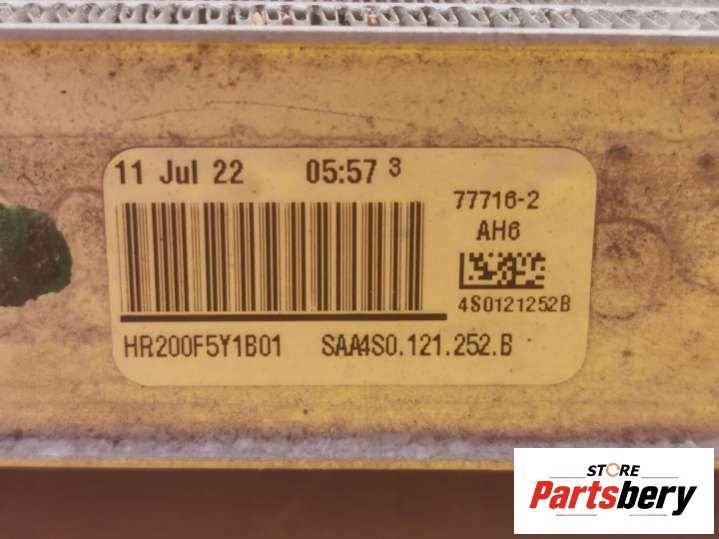 11 Jul 22 05:57 3
77716-2
AH6
4S0121252B
HR200F5Y1B01 SAA4S0.121.252.B
STORE
Partsbery